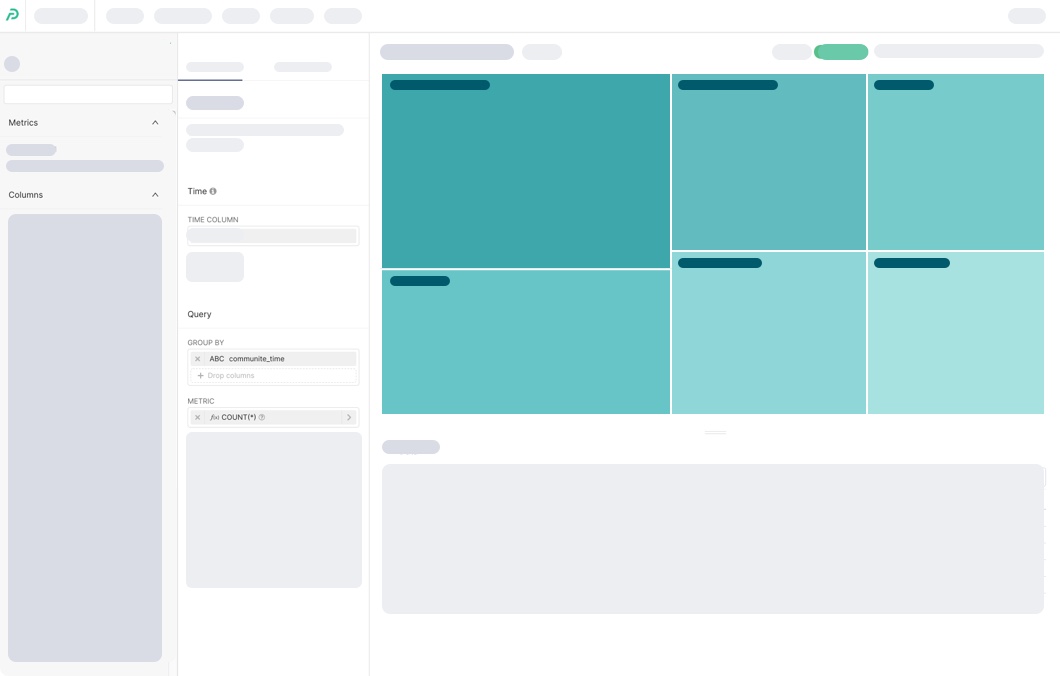 Metrics
Columns
Time
TIME COLUMN
Query
GROUP BY
ABC communite_time
Drop columns
METRIC
f(x) COUNT(*)